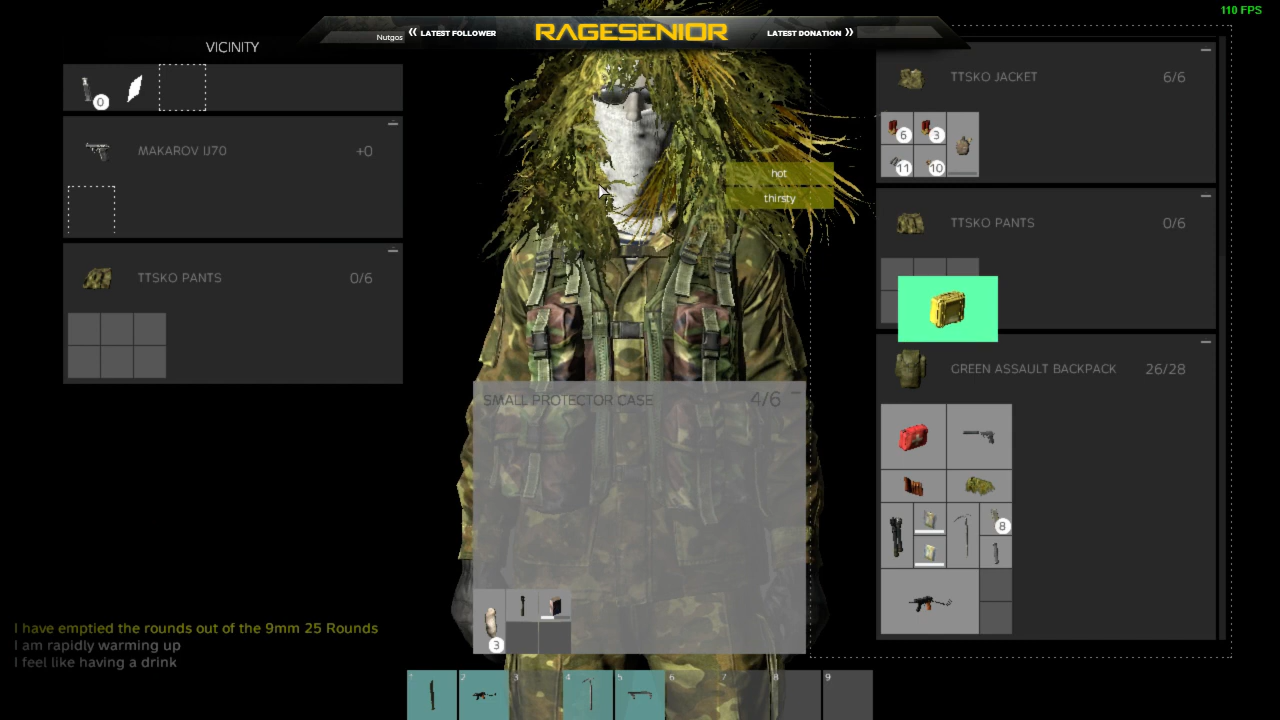 110 FPS
Nutgos
LATEST FOLLOWER
RAGESENIOR
LATEST DONATION
VICINITY
0
MAKAROV IJ70 +0
TTSKO PANTS 0/6
hot
thirsty
TTSKO JACKET 6/6
6 3
11 10
TTSKO PANTS 0/6
GREEN ASSAULT BACKPACK 26/28
8
SMALL PROTECTOR CASE 4/6
3
I have emptied the rounds out of the 9mm 25 Rounds
I am rapidly warming up
I feel like having a drink
1 2 3 4 5 6 7 8 9